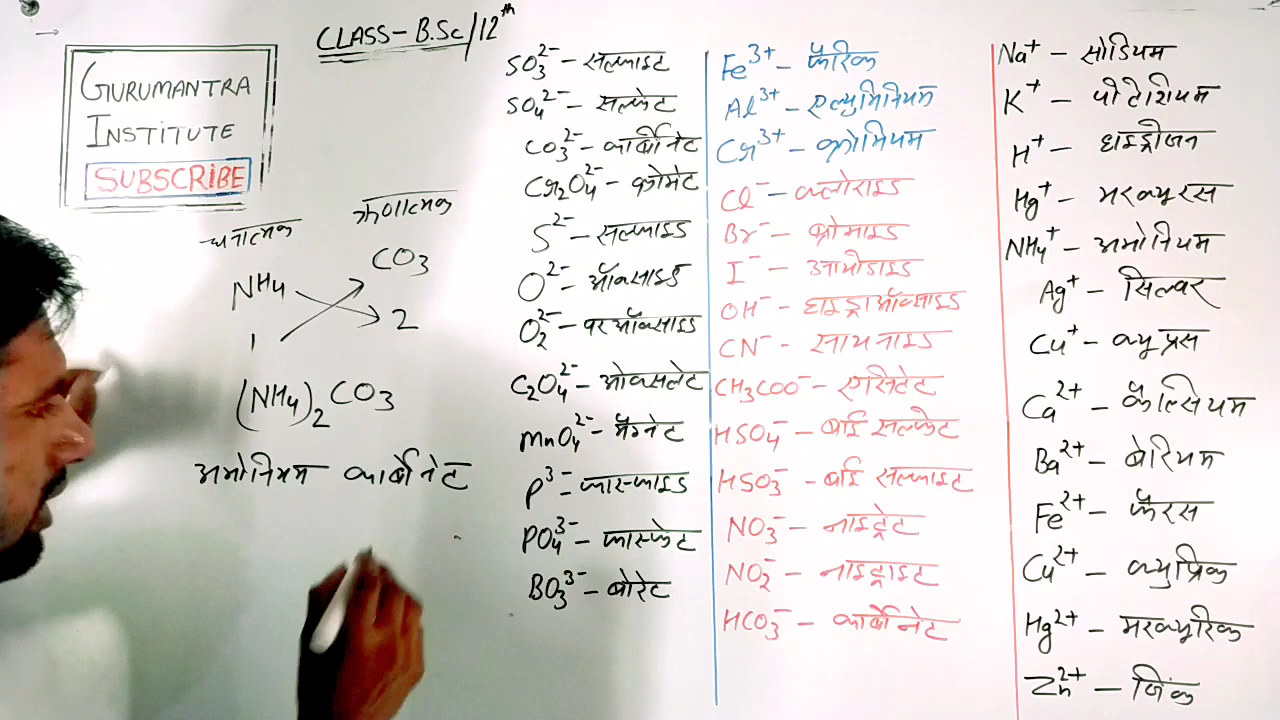 CLASS- B.Sc/12th
GURUMANTRA
INSTITUTE
SUBSCRIBE
धनात्मक
ऋणात्मक
NH4 CO3
1 2
(NH4)2 CO3
अमोनियम कार्बोनेट
SO3^2- – सल्फाइट
SO4^2- – सल्फेट
CO3^2- – कार्बोनेट
Cr2O4^2- – क्रोमेट
S^2- – सल्फाइड
O^2- – ऑक्साइड
O2^2- – परऑक्साइड
C2O4^2- – ओक्सलेट
MnO4^2- – मैंग्नेट
P^3- – फास्फाइड
PO4^3- – फास्फेट
BO3^3- – बोरेट
Fe^3+ – फैरिक
Al^3+ – एल्युमिनियम
Cr^3+ – क्रोमियम
Cl^- – क्लोराइड
Br^- – ब्रोमाइड
I^- – आयोडाइड
OH^- – हाइड्राऑक्साइड
CN^- – सायनाइड
CH3COO^- – एसिटेट
HSO4^- – बाई सल्फेट
HSO3^- – बाई सल्फाइट
NO3^- – नाइट्रेट
NO2^- – नाइट्राइट
HCO3^- – कार्बोनेट
Na^+ – सोडियम
K^+ – पोटेशियम
H^+ – हाइड्रोजन
Hg^+ – मरक्यूरस
NH4^+ – अमोनियम
Ag^+ – सिल्वर
Cu^+ – क्यूप्रस
Ca^2+ – कैल्सियम
Ba^2+ – बेरियम
Fe^2+ – फैरस
Cu^2+ – क्युप्रिक
Hg^2+ – मरक्यूरिक
Zn^2+ – जिंक